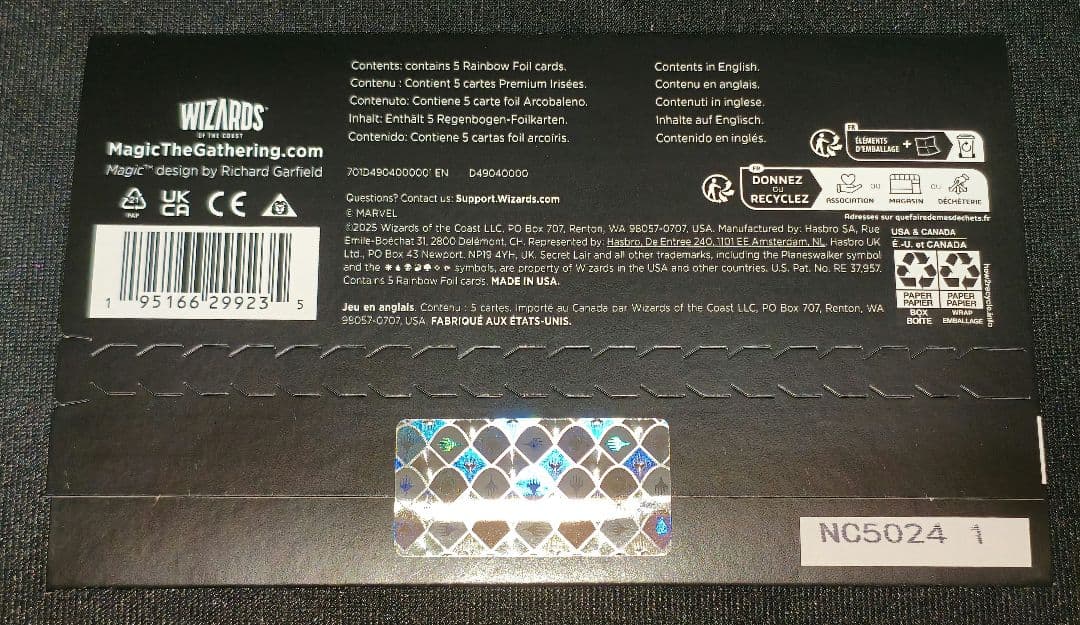 Contents: contains 5 Rainbow Foil cards.
Contenu : Contient 5 cartes Premium Irisées.
Contenuto: Contiene 5 carte foil Arcobaleno.
Inhalt: Enthält 5 Regenbogen-Foilkarten.
Contenido: Contiene 5 cartas foil arcoíris.
Contents in English.
Contenu en anglais.
Contenuti in inglese.
Inhalte auf Englisch.
Contenido en inglés.
WIZARDS
OF THE COAST
MagicTheGathering.com
Magic™ design by Richard Garfield
21
PAP
UK
CA
CE
1 95166 29923 5
701D4904000001 EN D49040000
Questions? Contact us: Support.Wizards.com
© MARVEL
©2025 Wizards of the Coast LLC, PO Box 707, Renton, WA 98057-0707, USA. Manufactured by: Hasbro SA, Rue
Emile-Boéchat 31, 2800 Delémont, CH. Represented by: Hasbro, De Entree 240, 1101 EE Amsterdam, NL. Hasbro UK
Ltd., PO Box 43 Newport, NP19 4YH, UK. Secret Lair and all other trademarks, including the Planeswalker symbol
and the symbols, are property of Wizards in the USA and other countries. U.S. Pat. No. RE 37,957.
Contains 5 Rainbow Foil cards. MADE IN USA.
Jeu en anglais. Contenu : 5 cartes. Importé au Canada par Wizards of the Coast LLC, PO Box 707, Renton, WA
98057-0707, USA. FABRIQUÉ AUX ÉTATS-UNIS.
FR
ÉLÉMENTS
D'EMBALLAGE +
FR
DONNEZ
OU
RECYCLEZ
ASSOCIATION
OU
MAGASIN
OU
DÉCHÈTERIE
Adresses sur quefairedemesdechets.fr
USA & CANADA
É.-U. et CANADA
PAPER
PAPIER
BOX
BOÎTE
PAPER
PAPIER
WRAP
EMBALLAGE
how2recycle.info
NC5024 1